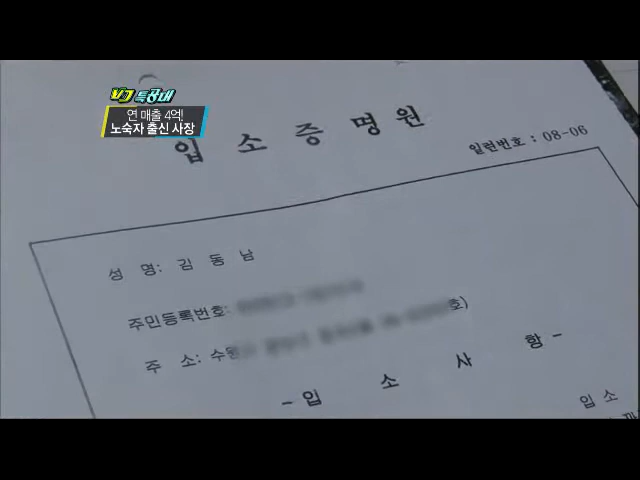 VJ 특공대
연 매출 4억!
노숙자 출신 사장
입 소 증 명 원
일련번호 : 08-06
성 명: 김 동 남
주민등록번호:
주 소: 수원 호)
- 입 소 사 항 -
입 소